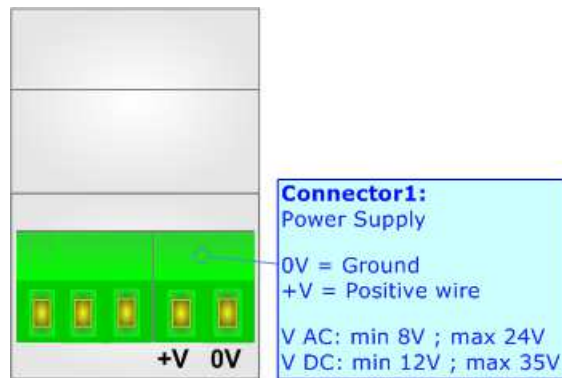 Connector1:
Power Supply
0V = Ground
+V = Positive wire
V AC: min 8V ; max 24V
V DC: min 12V ; max 35V
+V 0V